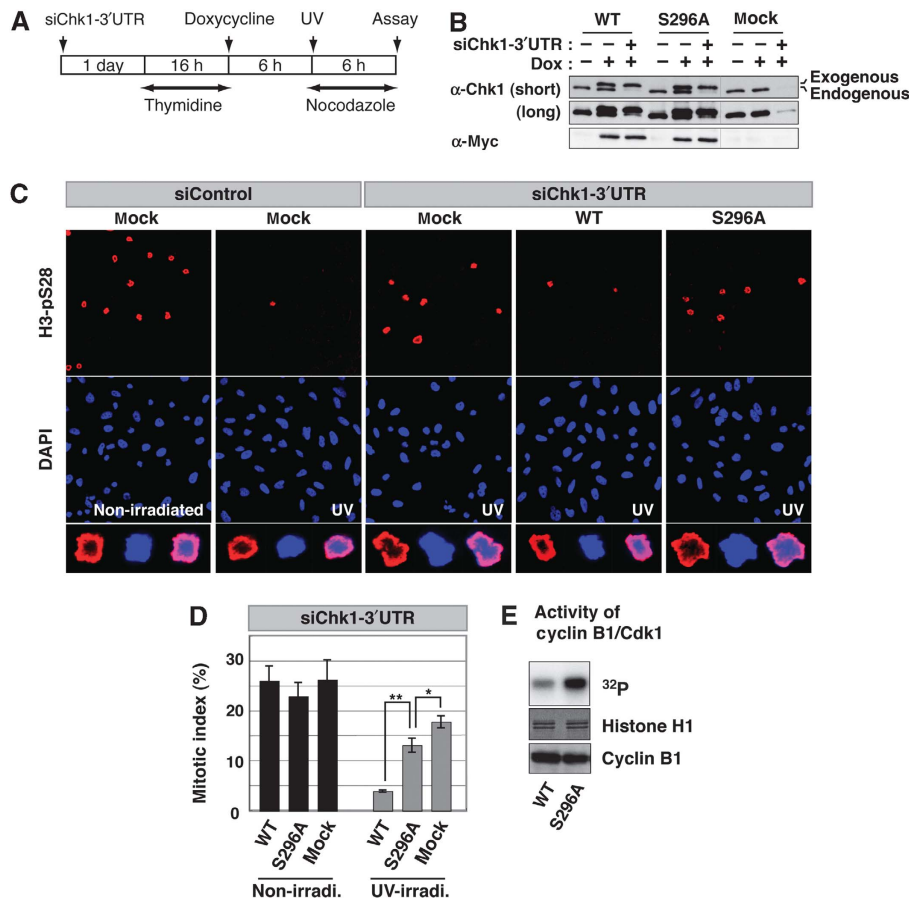 A
siChk1-3′UTR Doxycycline UV Assay
1 day 16 h 6 h 6 h
Thymidine Nocodazole
B
WT S296A Mock
siChk1-3′UTR : − − + − − + − − +
Dox : − + + − + + − + +
α-Chk1 (short) Exogenous
Endogenous
(long)
α-Myc
C
siControl siChk1-3′UTR
Mock Mock Mock WT S296A
H3-pS28
DAPI
Non-irradiated UV UV UV UV
D
siChk1-3′UTR
Mitotic index (%)
30
20
10
0
** *
WT S296A Mock WT S296A Mock
Non-irradi. UV-irradi.
E
Activity of
cyclin B1/Cdk1
32P
Histone H1
Cyclin B1
WT S296A